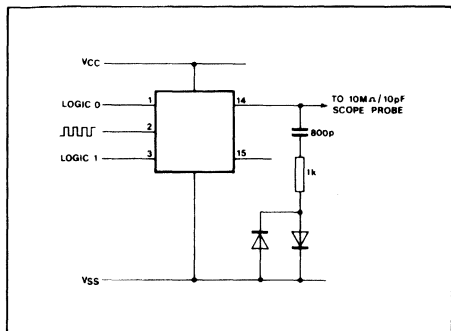 VCC
LOGIC 0
1
14
TO 10MΩ/10pF
SCOPE PROBE
800p
2
LOGIC 1
3
15
1k
VSS